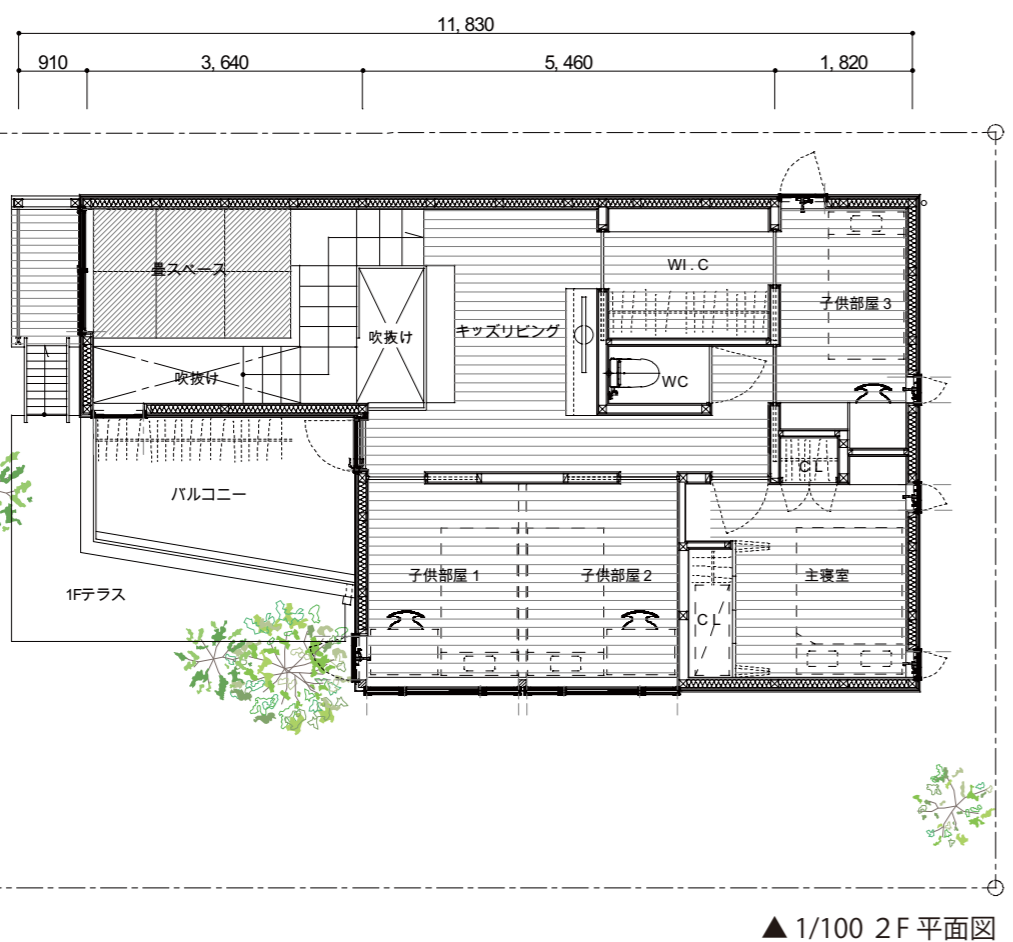 11,830
910 3,640 5,460 1,820
畳スペース
WI.C
子供部屋3
吹抜け
キッズリビング
吹抜け
WC
CL
バルコニー
子供部屋1
子供部屋2
主寝室
1Fテラス
CL
▲ 1/100 2F 平面図